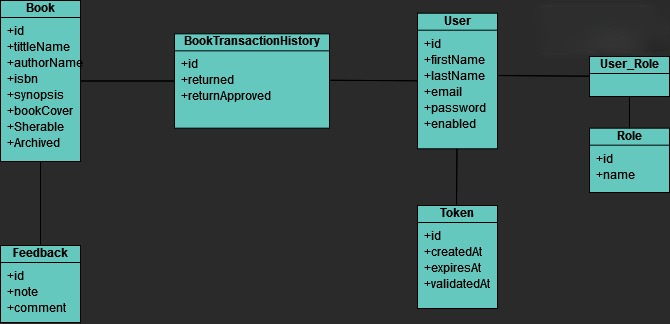 Book
+id
+tittleName
+authorName
+isbn
+synopsis
+bookCover
+Sherable
+Archived
BookTransactionHistory
+id
+returned
+returnApproved
User
+id
+firstName
+lastName
+email
+password
+enabled
User_Role
Role
+id
+name
Feedback
+id
+note
+comment
Token
+id
+createdAt
+expiresAt
+validatedAt